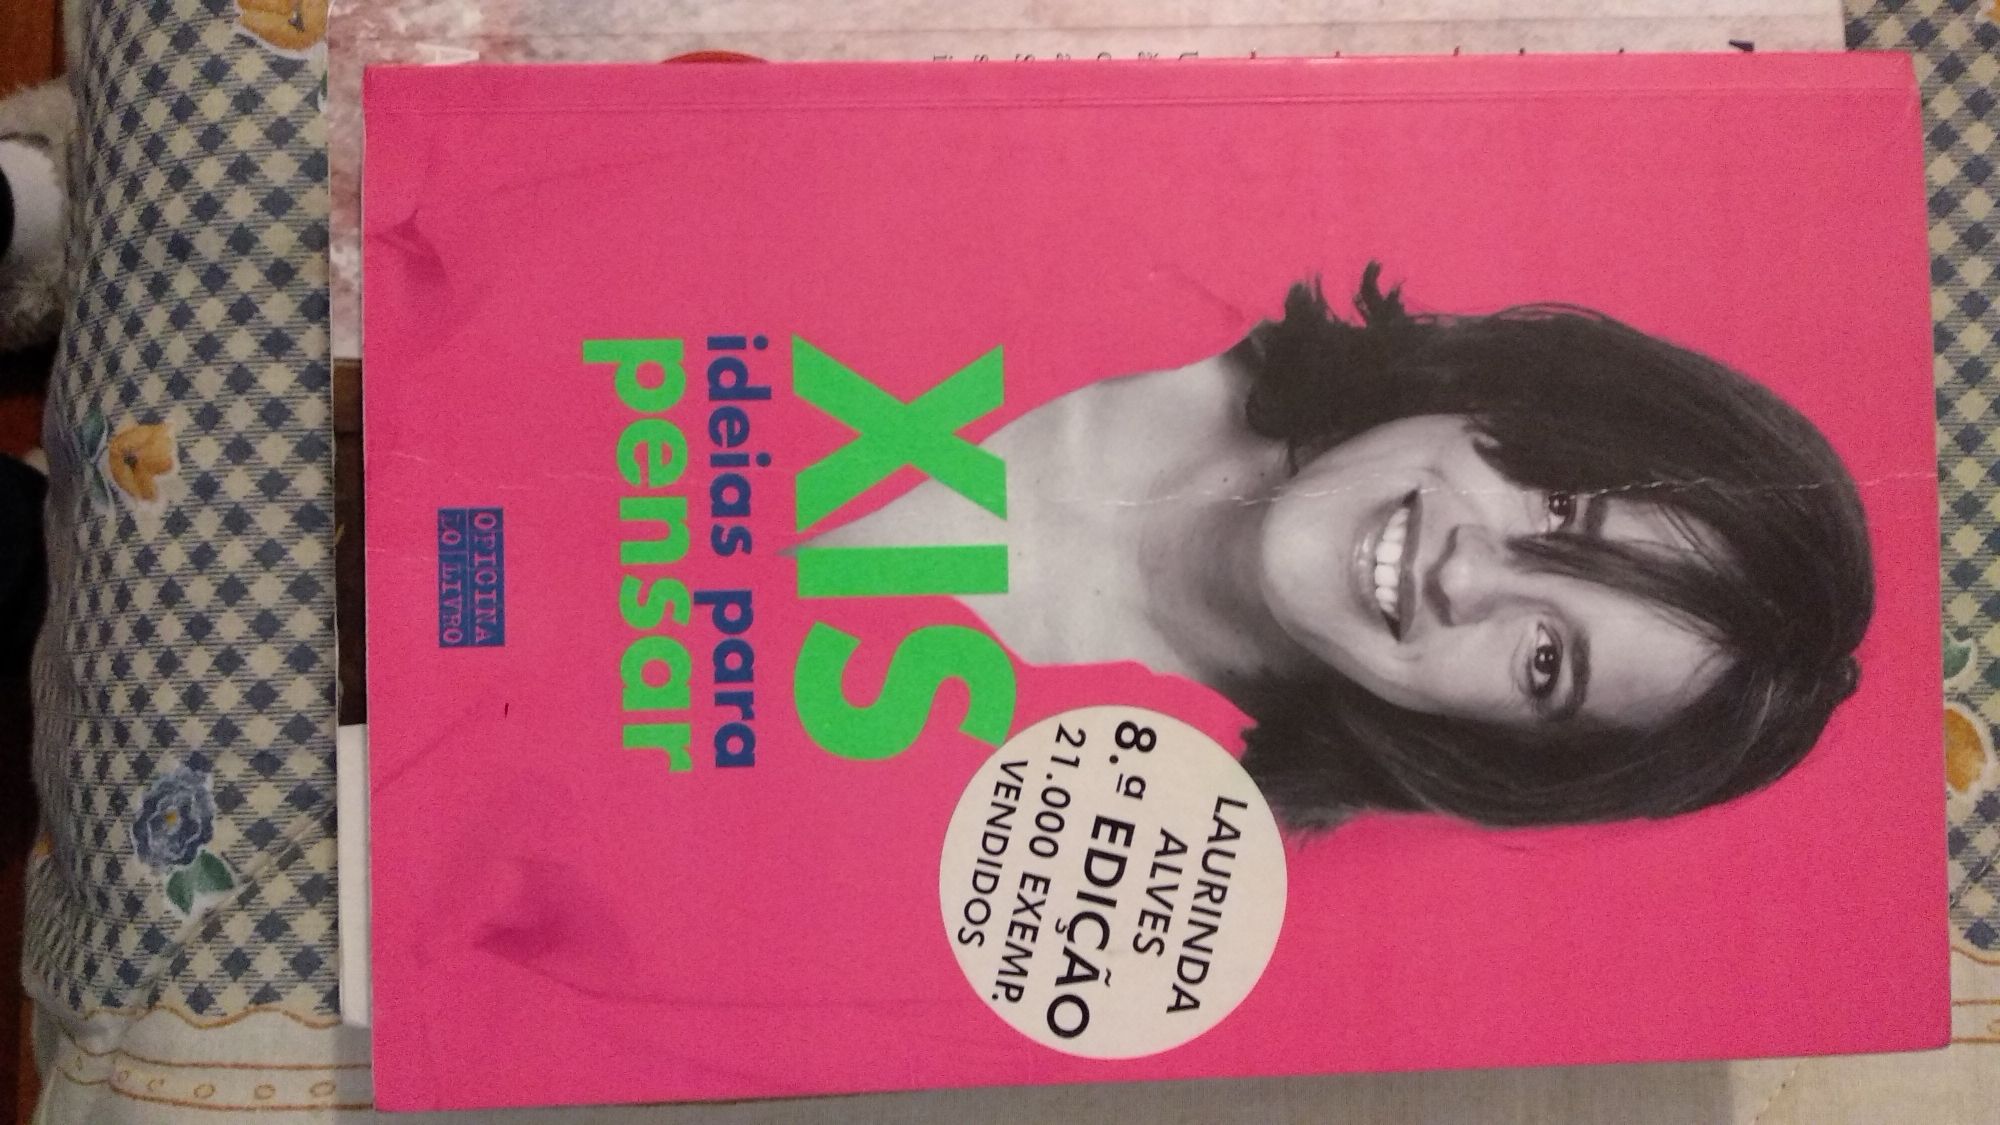 LAURINDA
ALVES
8.ª EDIÇÃO
21.000 EXEMP.
VENDIDOS
XIS
ideias para
pensar
OFICINA
DO LIVRO